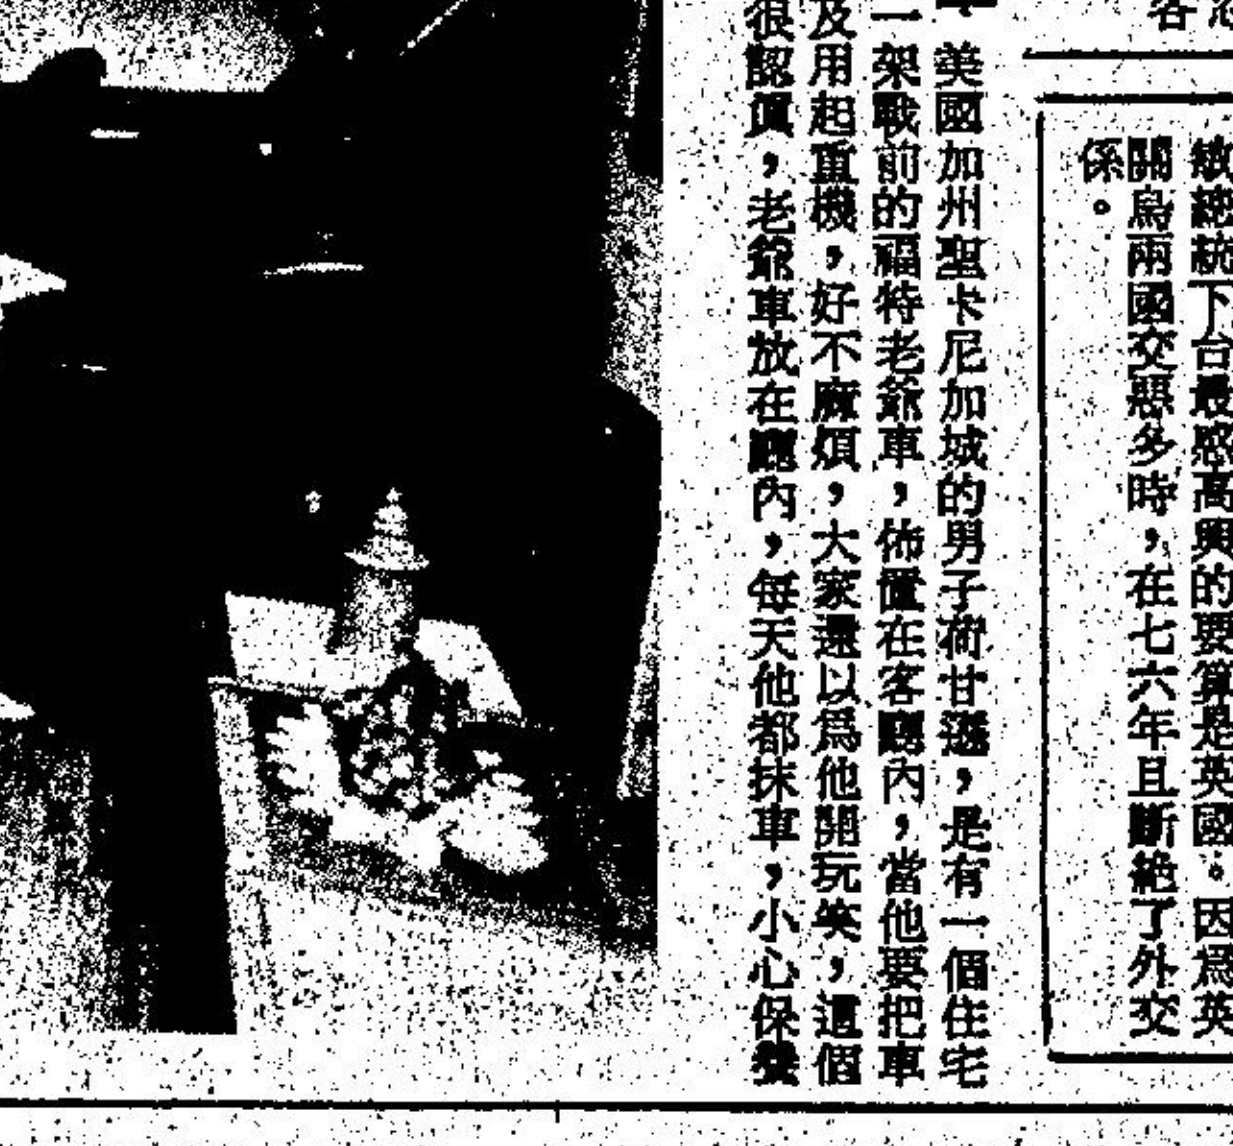 客
敏總統下台最感高興的要算是英國。因爲英
關烏兩國交惡多時，在七六年且斷絕了外交
係。
美國加州聖卡尼加城的男子荷甘遜，是有一個住宅
一架戰前的福特老爺車，佈置在客廳內，當他要把車
及用起重機，好不麻煩，大家還以爲他開玩笑，這個
很認眞，老爺車放在廳內，每天他都抹車，小心保養